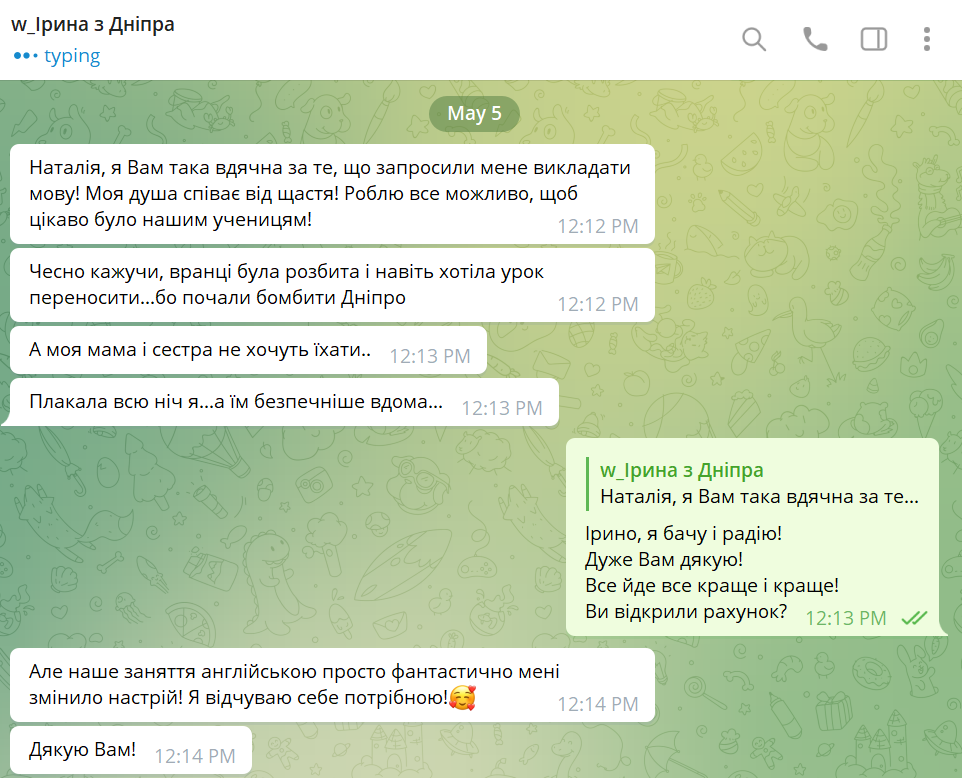 w_Ірина з Дніпра
typing
May 5
Наталія, я Вам така вдячна за те, що запросили мене викладати
мову! Моя душа співає від щастя! Роблю все можливо, щоб
цікаво було нашим ученицям!
12:12 PM
Чесно кажучи, вранці була розбита і навіть хотіла урок
переносити...бо почали бомбити Дніпро
12:12 PM
А моя мама і сестра не хочуть їхати..
12:13 PM
Плакала всю ніч я...а їм безпечніше вдома...
12:13 PM
w_Ірина з Дніпра
Наталія, я Вам така вдячна за те...
Ірино, я бачу і радію!
Дуже Вам дякую!
Все йде все краще і краще!
Ви відкрили рахунок?
12:13 PM
Але наше заняття англійською просто фантастично мені
змінило настрій! Я відчуваю себе потрібною!🥰
12:14 PM
Дякую Вам!
12:14 PM